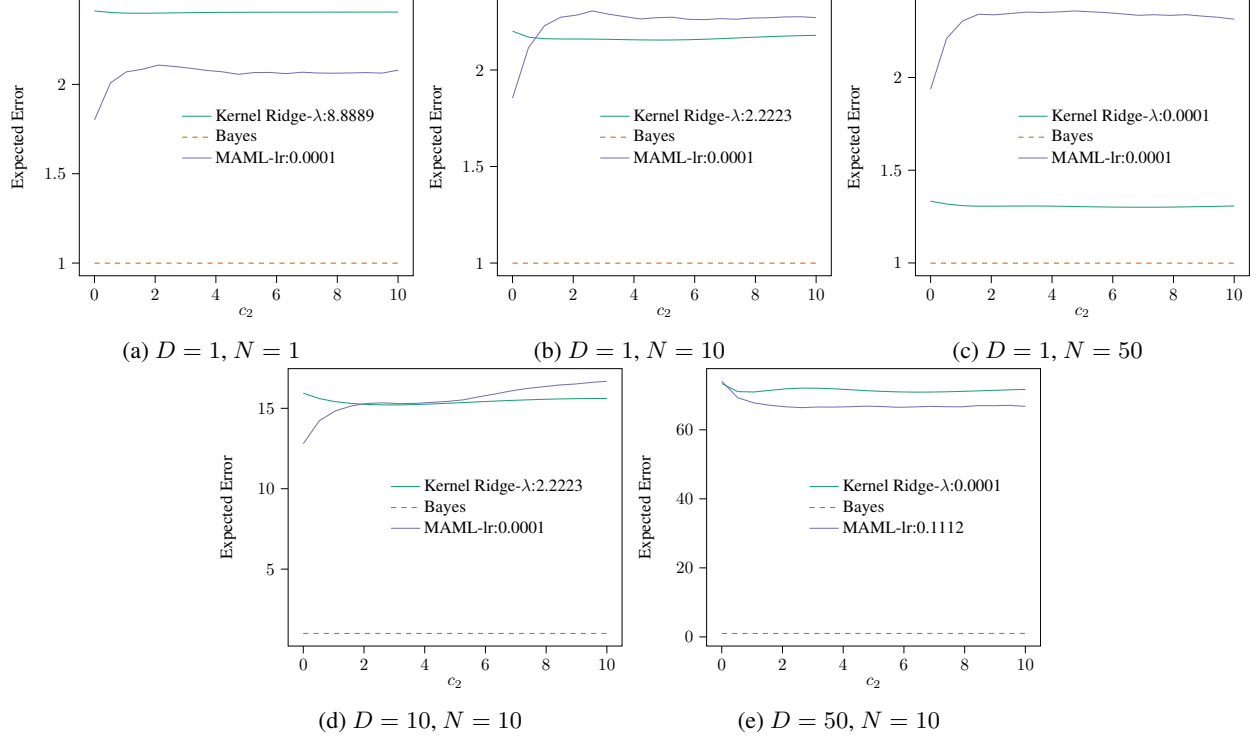 Expected Error
2
1.5
1
Kernel Ridge-λ:8.8889
Bayes
MAML-lr:0.0001
0 2 4 6 8 10
c₂
(a) D = 1, N = 1
Expected Error
2
1.5
1
Kernel Ridge-λ:2.2223
Bayes
MAML-lr:0.0001
0 2 4 6 8 10
c₂
(b) D = 1, N = 10
Expected Error
2
1.5
1
Kernel Ridge-λ:0.0001
Bayes
MAML-lr:0.0001
0 2 4 6 8 10
c₂
(c) D = 1, N = 50
Expected Error
15
10
5
Kernel Ridge-λ:2.2223
Bayes
MAML-lr:0.0001
0 2 4 6 8 10
c₂
(d) D = 10, N = 10
Expected Error
60
40
20
0
Kernel Ridge-λ:0.0001
Bayes
MAML-lr:0.1112
0 2 4 6 8 10
c₂
(e) D = 50, N = 10